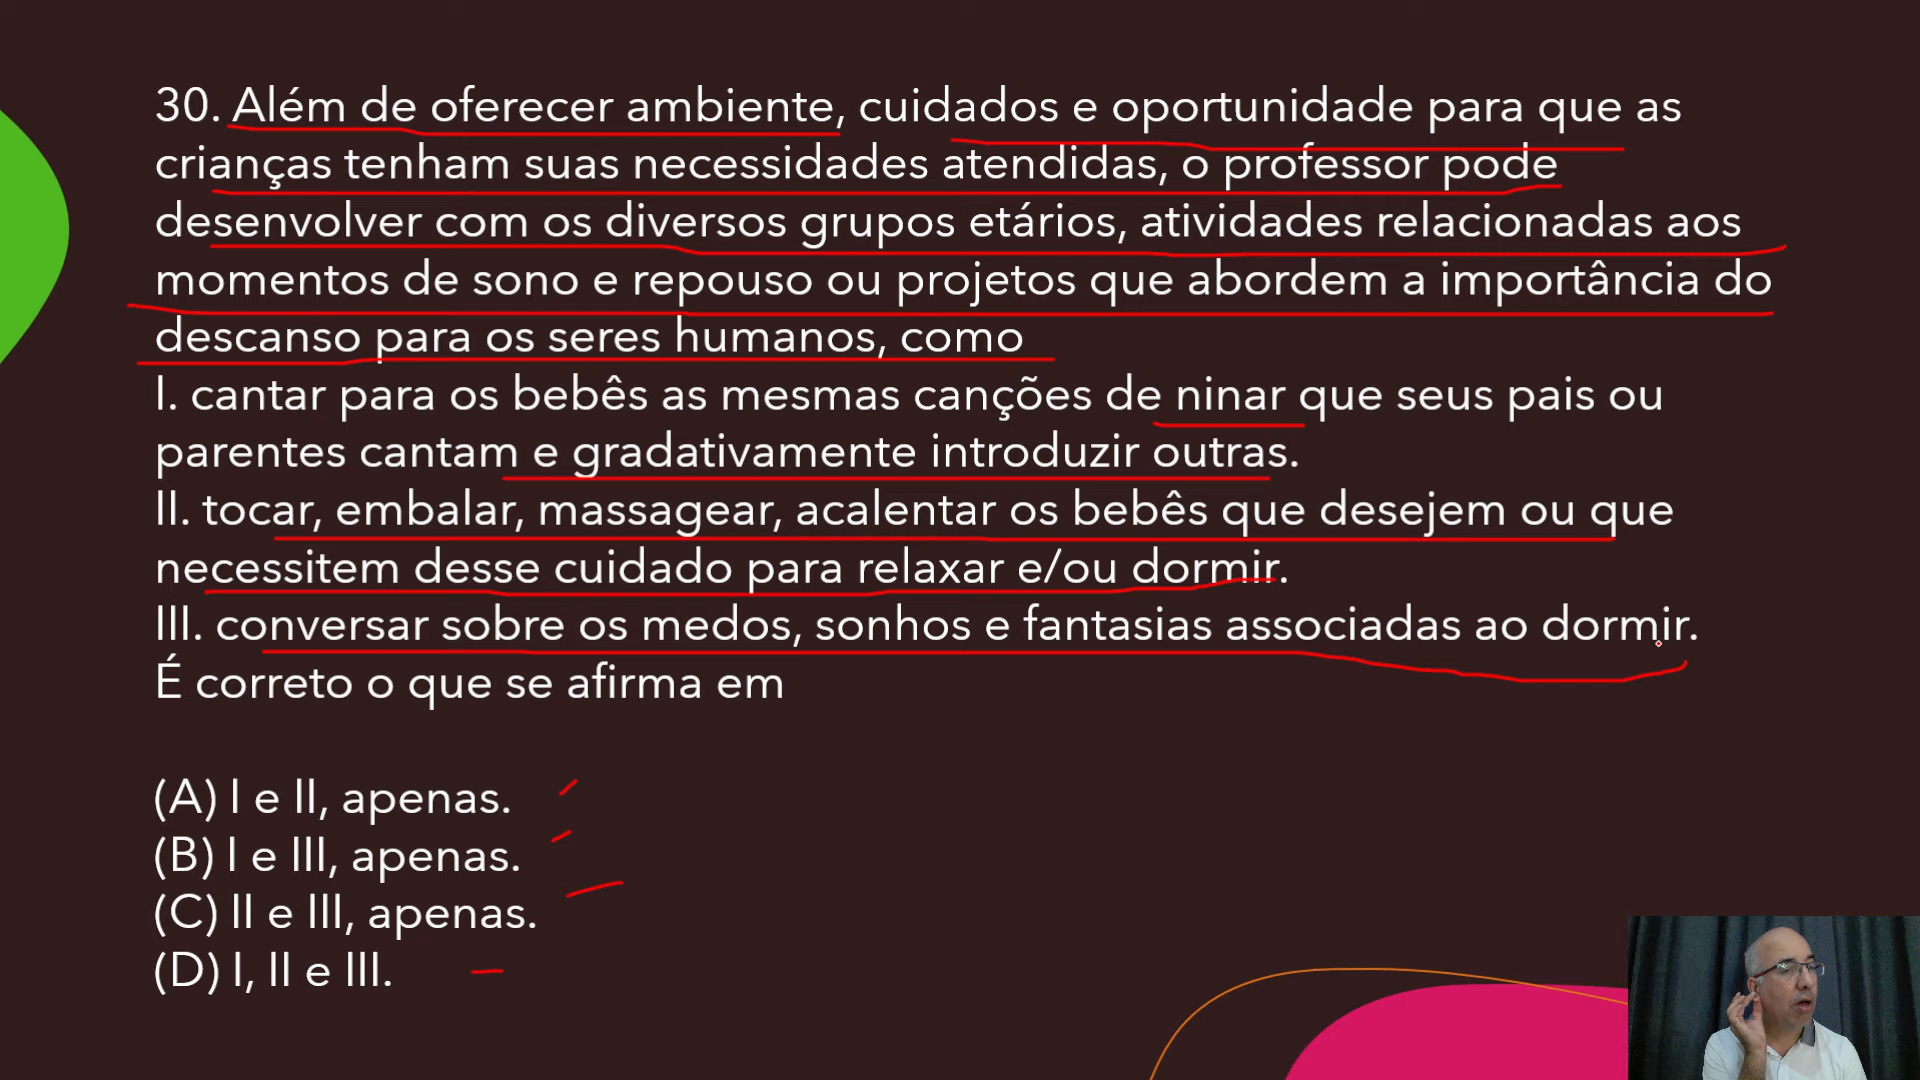 30. Além de oferecer ambiente, cuidados e oportunidade para que as
crianças tenham suas necessidades atendidas, o professor pode
desenvolver com os diversos grupos etários, atividades relacionadas aos
momentos de sono e repouso ou projetos que abordem a importância do
descanso para os seres humanos, como
I. cantar para os bebês as mesmas canções de ninar que seus pais ou
parentes cantam e gradativamente introduzir outras.
II. tocar, embalar, massagear, acalentar os bebês que desejem ou que
necessitem desse cuidado para relaxar e/ou dormir.
III. conversar sobre os medos, sonhos e fantasias associadas ao dormir.
É correto o que se afirma em
(A) I e II, apenas.
(B) I e III, apenas.
(C) II e III, apenas.
(D) I, II e III.